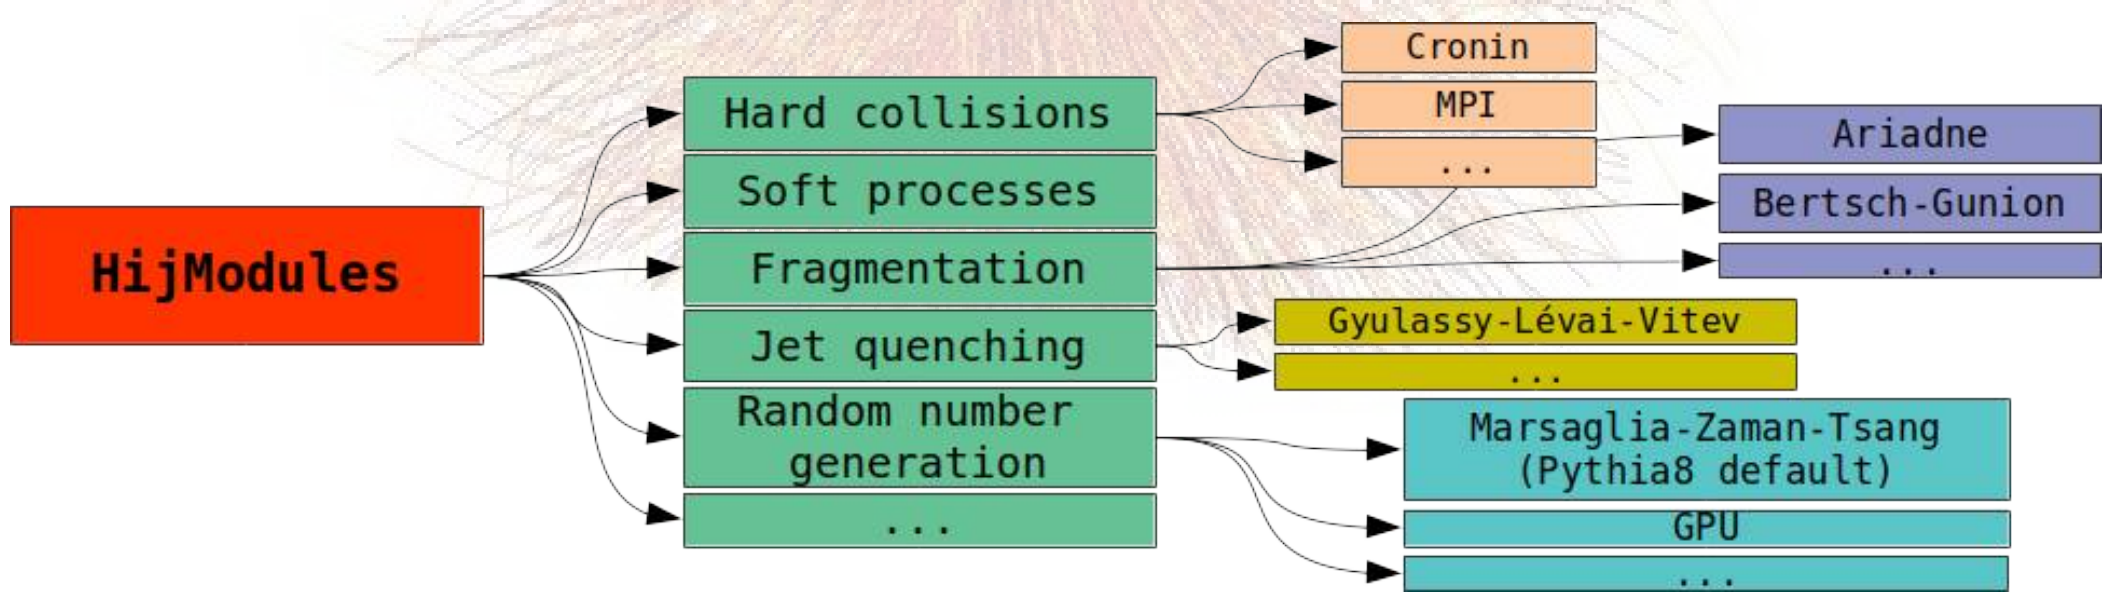 HijModules
Hard collisions
Soft processes
Fragmentation
Jet quenching
Random number
generation
...
Cronin
MPI
...
Ariadne
Bertsch-Gunion
...
Gyulassy-Lévai-Vitev
...
Marsaglia-Zaman-Tsang
(Pythia8 default)
GPU
...